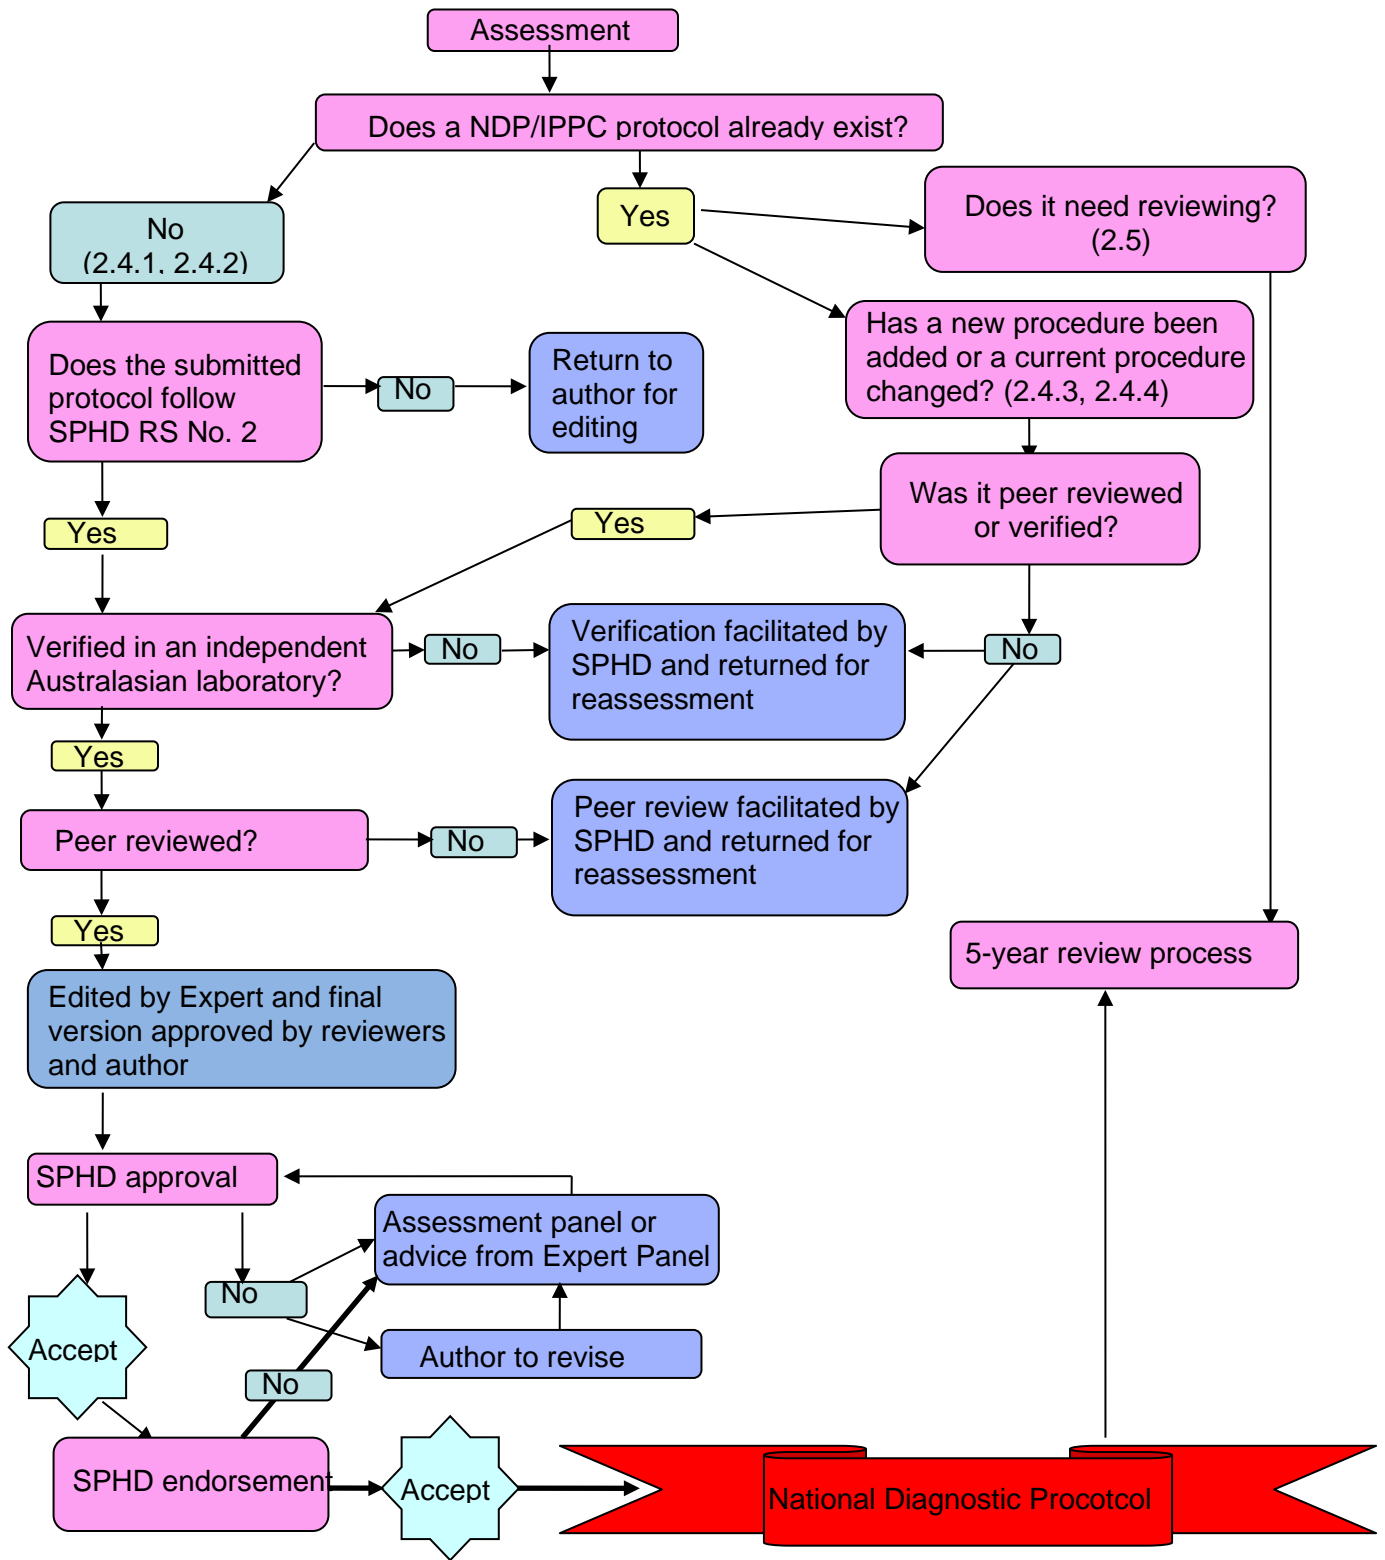 Assessment
Does a NDP/IPPC protocol already exist?
No
(2.4.1, 2.4.2)
Yes
Does it need reviewing?
(2.5)
Has a new procedure been
added or a current procedure
changed? (2.4.3, 2.4.4)
Does the submitted
protocol follow
SPHD RS No. 2
No
Return to
author for
editing
Was it peer reviewed
or verified?
Yes
Yes
Verified in an independent
Australasian laboratory?
No
Verification facilitated by
SPHD and returned for
reassessment
No
Yes
Peer reviewed?
No
Peer review facilitated by
SPHD and returned for
reassessment
Yes
5-year review process
Edited by Expert and final
version approved by reviewers
and author
SPHD approval
Assessment panel or
advice from Expert Panel
No
Accept
Author to revise
No
SPHD endorsement
Accept
National Diagnostic Procotcol